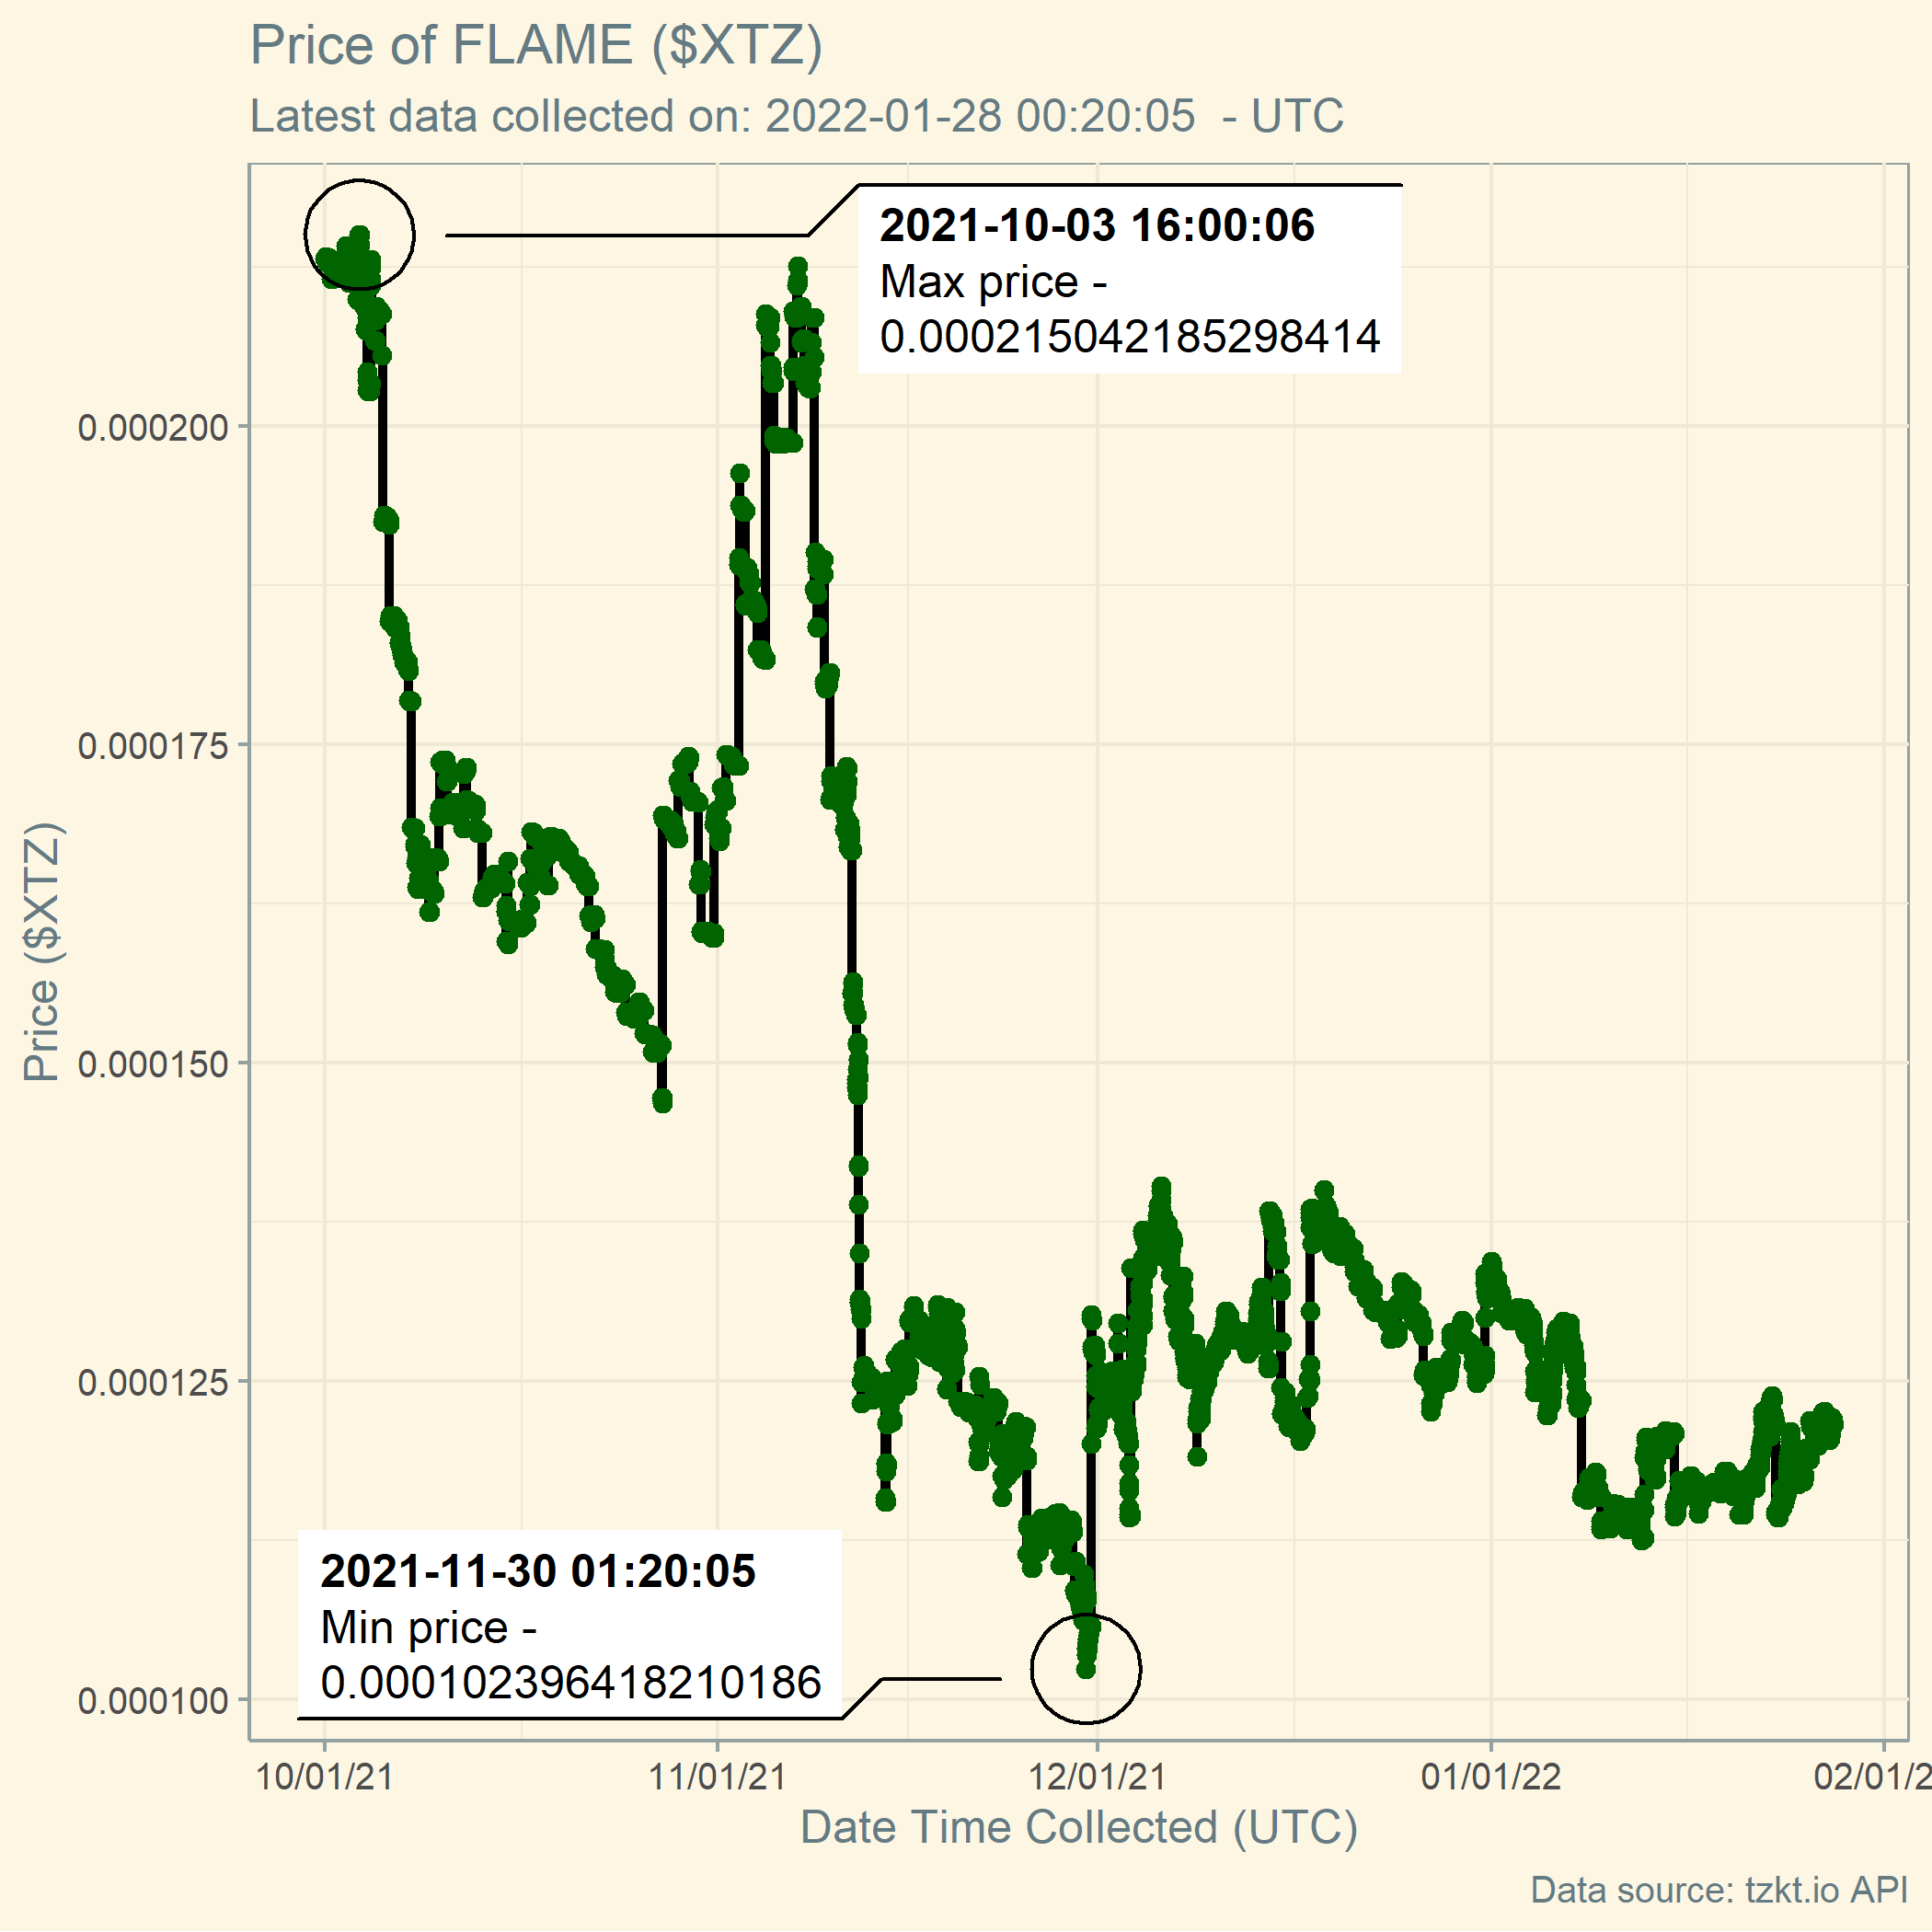 Price of FLAME ($XTZ)
Latest data collected on: 2022-01-28 00:20:05 - UTC
2021-10-03 16:00:06
Max price -
0.000215042185298414
0.000200
0.000175
0.000150
0.000125
0.000100
Price ($XTZ)
2021-11-30 01:20:05
Min price -
0.000102396418210186
10/01/21
11/01/21
12/01/21
01/01/22
02/01/2
Date Time Collected (UTC)
Data source: tzkt.io API